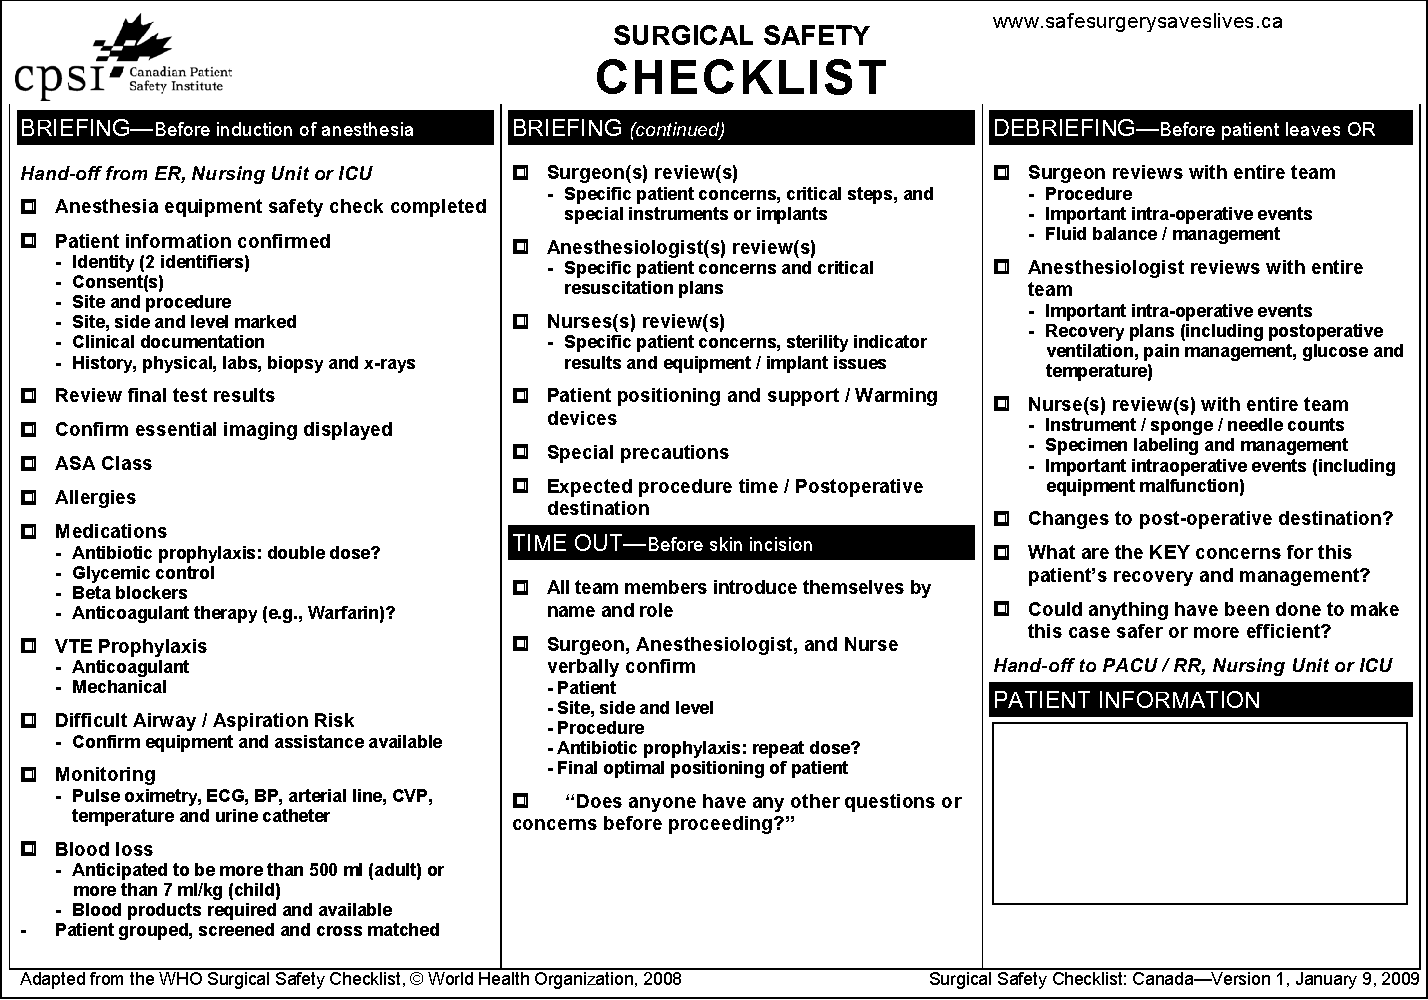 cpsi Canadian Patient
Safety Institute
SURGICAL SAFETY
CHECKLIST
www.safesurgerysaveslives.ca
BRIEFING—Before induction of anesthesia
Hand-off from ER, Nursing Unit or ICU
Anesthesia equipment safety check completed
Patient information confirmed
- Identity (2 identifiers)
- Consent(s)
- Site and procedure
- Site, side and level marked
- Clinical documentation
- History, physical, labs, biopsy and x-rays
Review final test results
Confirm essential imaging displayed
ASA Class
Allergies
Medications
- Antibiotic prophylaxis: double dose?
- Glycemic control
- Beta blockers
- Anticoagulant therapy (e.g., Warfarin)?
VTE Prophylaxis
- Anticoagulant
- Mechanical
Difficult Airway / Aspiration Risk
- Confirm equipment and assistance available
Monitoring
- Pulse oximetry, ECG, BP, arterial line, CVP,
temperature and urine catheter
Blood loss
- Anticipated to be more than 500 ml (adult) or
more than 7 ml/kg (child)
- Blood products required and available
- Patient grouped, screened and cross matched
BRIEFING (continued)
Surgeon(s) review(s)
- Specific patient concerns, critical steps, and
special instruments or implants
Anesthesiologist(s) review(s)
- Specific patient concerns and critical
resuscitation plans
Nurses(s) review(s)
- Specific patient concerns, sterility indicator
results and equipment / implant issues
Patient positioning and support / Warming
devices
Special precautions
Expected procedure time / Postoperative
destination
TIME OUT—Before skin incision
All team members introduce themselves by
name and role
Surgeon, Anesthesiologist, and Nurse
verbally confirm
- Patient
- Site, side and level
- Procedure
- Antibiotic prophylaxis: repeat dose?
- Final optimal positioning of patient
“Does anyone have any other questions or
concerns before proceeding?”
DEBRIEFING—Before patient leaves OR
Surgeon reviews with entire team
- Procedure
- Important intra-operative events
- Fluid balance / management
Anesthesiologist reviews with entire
team
- Important intra-operative events
- Recovery plans (including postoperative
ventilation, pain management, glucose and
temperature)
Nurse(s) review(s) with entire team
- Instrument / sponge / needle counts
- Specimen labeling and management
- Important intraoperative events (including
equipment malfunction)
Changes to post-operative destination?
What are the KEY concerns for this
patient’s recovery and management?
Could anything have been done to make
this case safer or more efficient?
Hand-off to PACU / RR, Nursing Unit or ICU
PATIENT INFORMATION
Adapted from the WHO Surgical Safety Checklist, © World Health Organization, 2008
Surgical Safety Checklist: Canada—Version 1, January 9, 2009